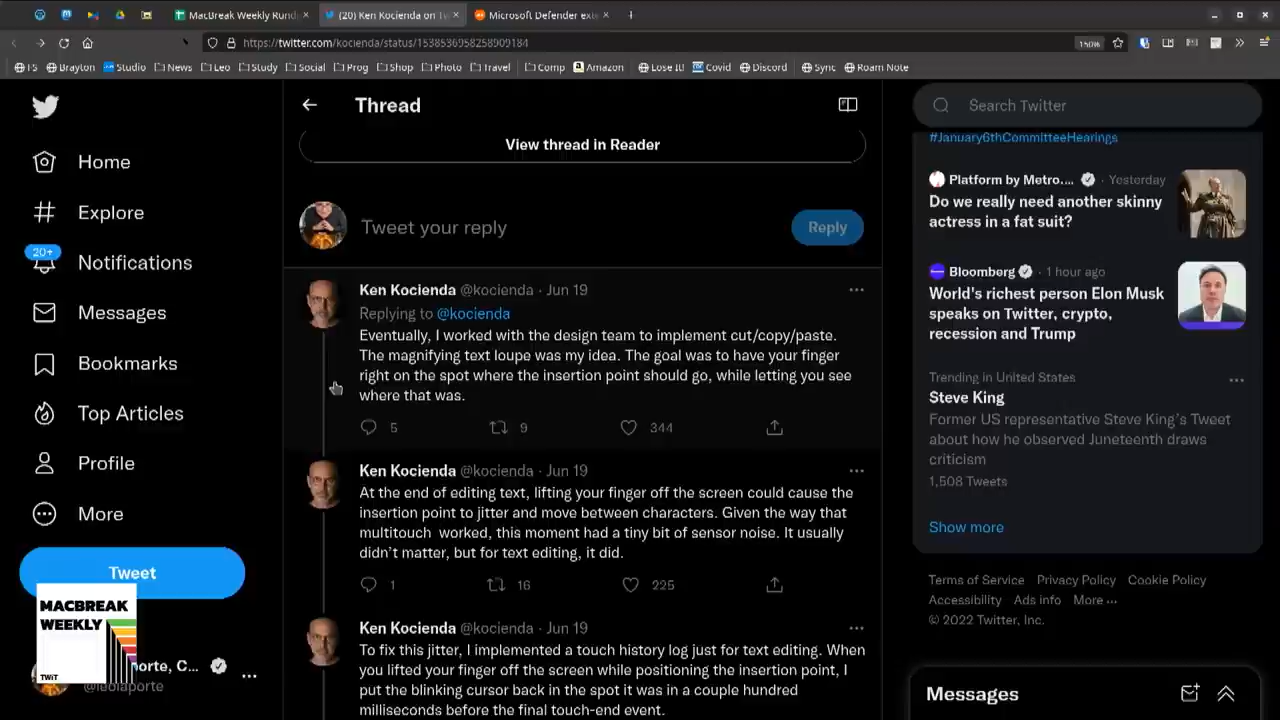 MacBreak Weekly Rund
(20) Ken Kocienda on Tw
Microsoft Defender ext
https://twitter.com/kocienda/status/1538536958258909184
150%
FS
Brayton
Studio
News
Leo
Study
Social
Prog
Shop
Photo
Travel
Comp
Amazon
Lose It!
Covid
Discord
Sync
Roam Note
Home
Explore
20+
Notifications
Messages
Bookmarks
Top Articles
Profile
More
Tweet
MACBREAK
WEEKLY
TWiT
porte, C...
@leolaporte
Thread
View thread in Reader
Tweet your reply
Reply
Ken Kocienda @kocienda · Jun 19
Replying to @kocienda
Eventually, I worked with the design team to implement cut/copy/paste.
The magnifying text loupe was my idea. The goal was to have your finger
right on the spot where the insertion point should go, while letting you see
where that was.
5 9 344
Ken Kocienda @kocienda · Jun 19
At the end of editing text, lifting your finger off the screen could cause the
insertion point to jitter and move between characters. Given the way that
multitouch worked, this moment had a tiny bit of sensor noise. It usually
didn't matter, but for text editing, it did.
1 16 225
Ken Kocienda @kocienda · Jun 19
To fix this jitter, I implemented a touch history log just for text editing. When
you lifted your finger off the screen while positioning the insertion point, I
put the blinking cursor back in the spot it was in a couple hundred
milliseconds before the final touch-end event.
Search Twitter
#January6thCommitteeHearings
Platform by Metro.... · Yesterday
Do we really need another skinny
actress in a fat suit?
Bloomberg · 1 hour ago
World's richest person Elon Musk
speaks on Twitter, crypto,
recession and Trump
Trending in United States
Steve King
Former US representative Steve King's Tweet
about how he observed Juneteenth draws
criticism
1,508 Tweets
Show more
Terms of Service Privacy Policy Cookie Policy
Accessibility Ads info More ···
© 2022 Twitter, Inc.
Messages